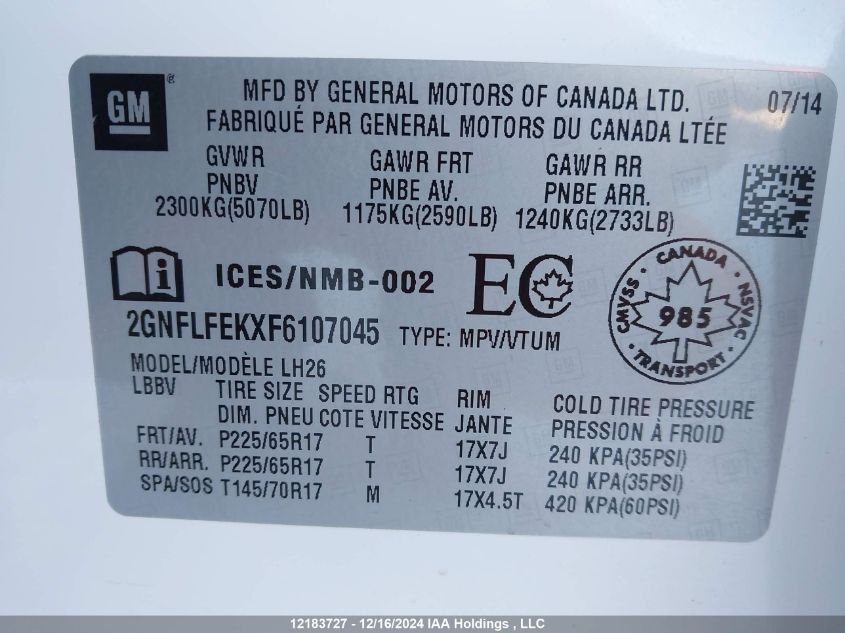 GM ®
MFD BY GENERAL MOTORS OF CANADA LTD. 07/14
FABRIQUÉ PAR GENERAL MOTORS DU CANADA LTÉE
GVWR GAWR FRT GAWR RR
PNBV PNBE AV. PNBE ARR.
2300KG(5070LB) 1175KG(2590LB) 1240KG(2733LB)
i ICES/NMB-002 EC
CANADA
CMVSS 985 NSVAC
TRANSPORT
2GNFLFEKXF6107045 TYPE: MPV/VTUM
MODEL/MODÈLE LH26
LBBV TIRE SIZE SPEED RTG RIM COLD TIRE PRESSURE
DIM. PNEU COTE VITESSE JANTE PRESSION À FROID
FRT/AV. P225/65R17 T 17X7J 240 KPA(35PSI)
RR/ARR. P225/65R17 T 17X7J 240 KPA(35PSI)
SPA/SOS T145/70R17 M 17X4.5T 420 KPA(60PSI)
12183727 - 12/16/2024 IAA Holdings , LLC